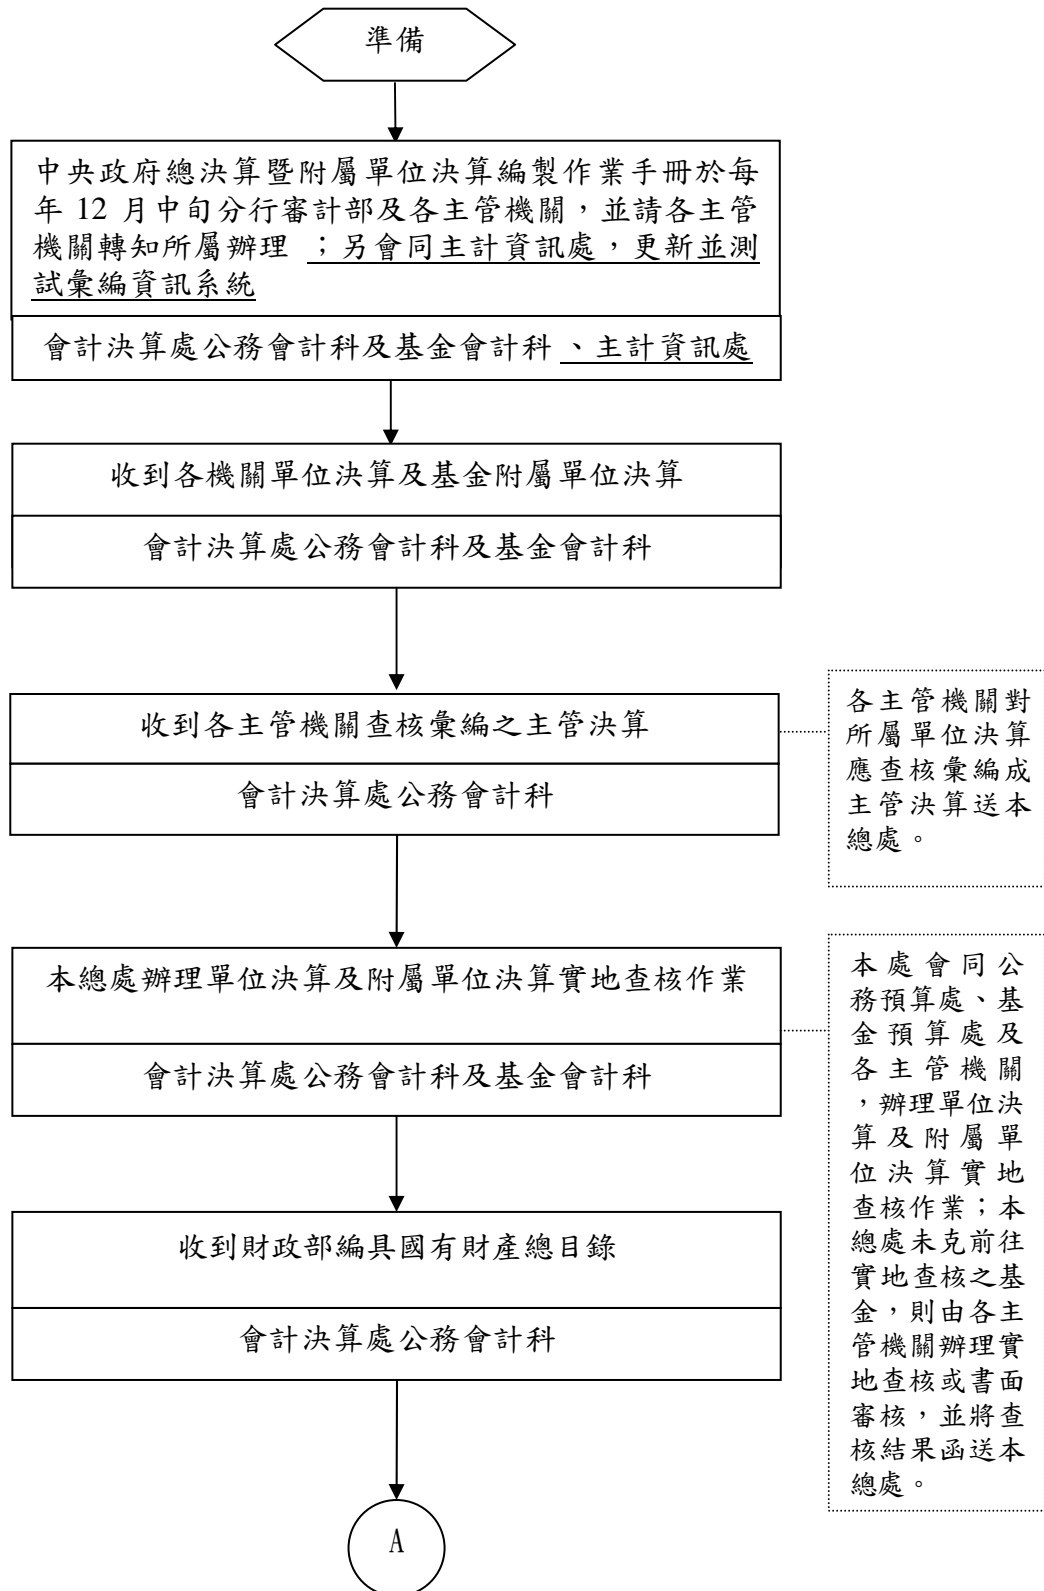 準備
中央政府總決算暨附屬單位決算編製作業手冊於每
年 12 月中旬分行審計部及各主管機關，並請各主管
機關轉知所屬辦理 ；另會同主計資訊處，更新並測
試彙編資訊系統
會計決算處公務會計科及基金會計科 、主計資訊處
收到各機關單位決算及基金附屬單位決算
會計決算處公務會計科及基金會計科
收到各主管機關查核彙編之主管決算
會計決算處公務會計科
各主管機關對
所屬單位決算
應查核彙編成
主管決算送本
總處。
本總處辦理單位決算及附屬單位決算實地查核作業
會計決算處公務會計科及基金會計科
本處會同公
務預算處、基
金預算處及
各主管機關
，辦理單位決
算及附屬單
位決算實地
查核作業；本
總處未克前往
實地查核之基
金，則由各主
管機關辦理實
地查核或書面
審核，並將查
核結果函送本
總處。
收到財政部編具國有財產總目錄
會計決算處公務會計科
A